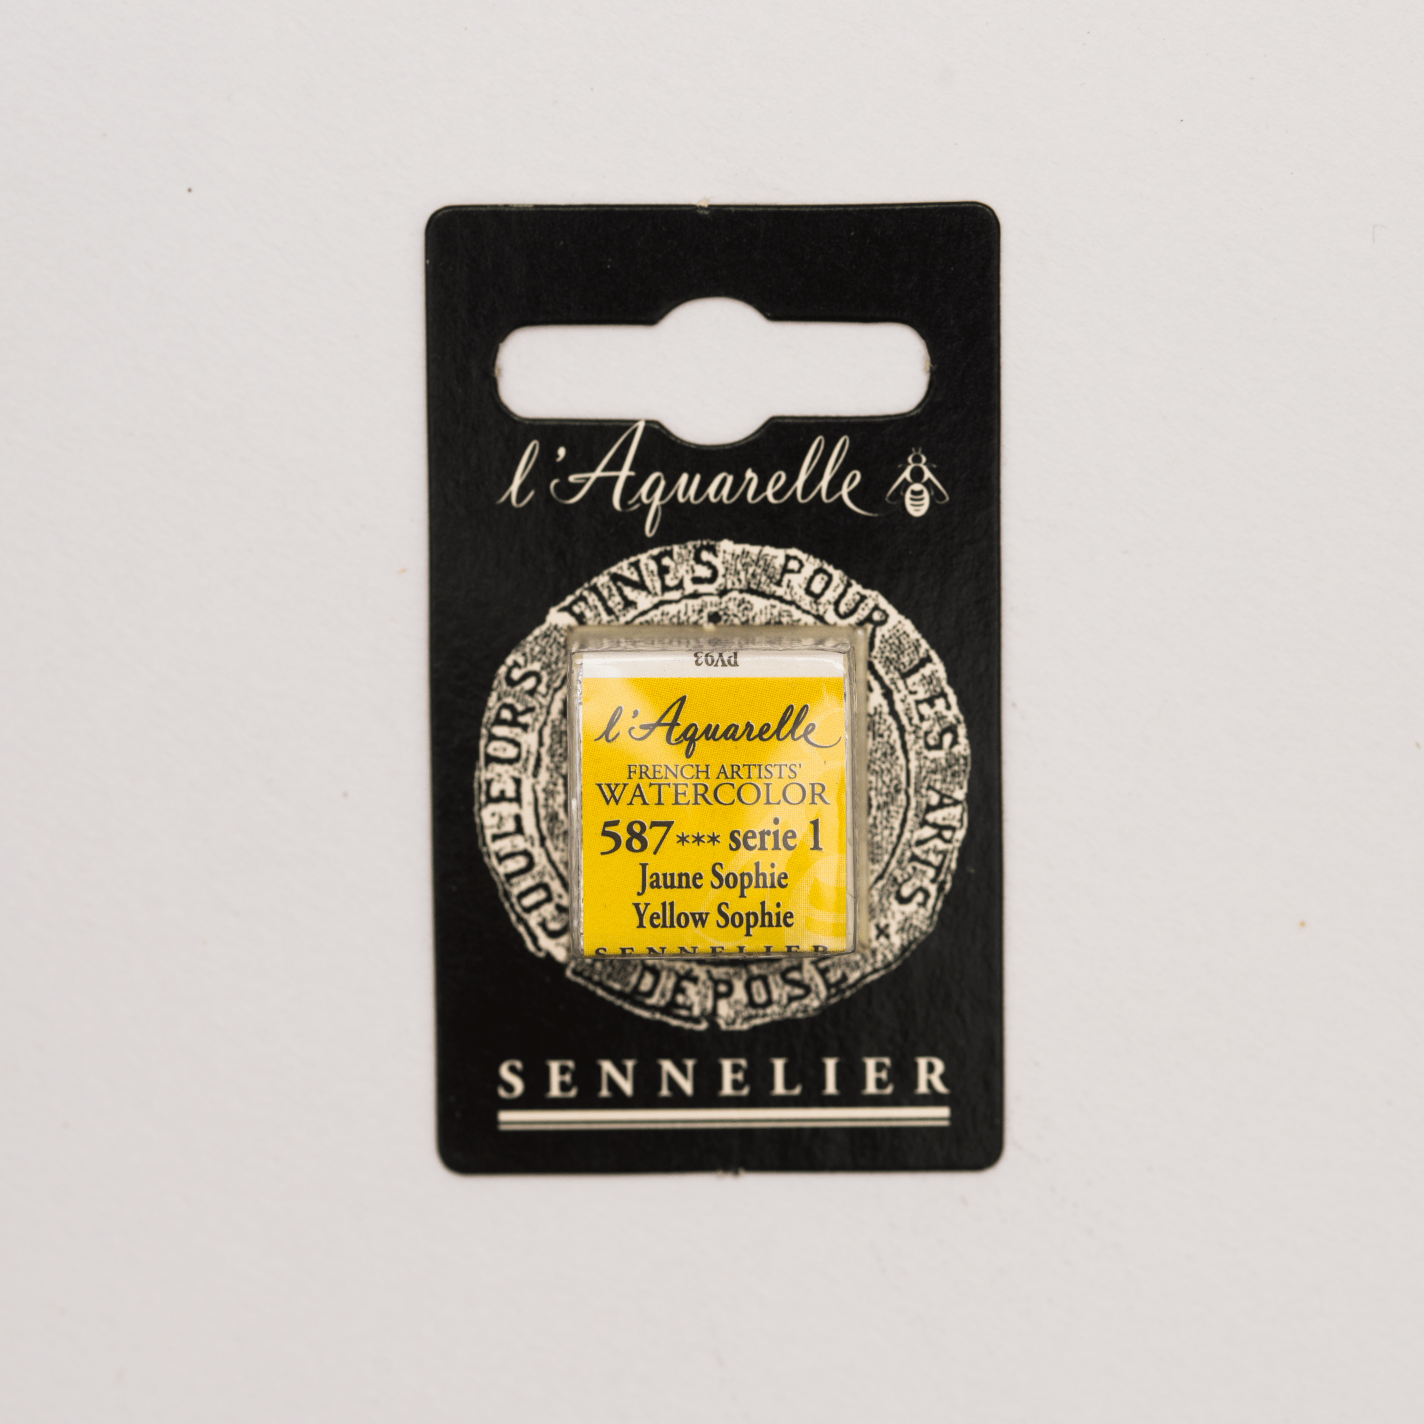 l'Aquarelle
COULEURS FINES POUR LES ARTS
DÉPOSÉ
PY93
l'Aquarelle
FRENCH ARTISTS'
WATERCOLOR
587*** serie 1
Jaune Sophie
Yellow Sophie
SENNELIER
SENNELIER